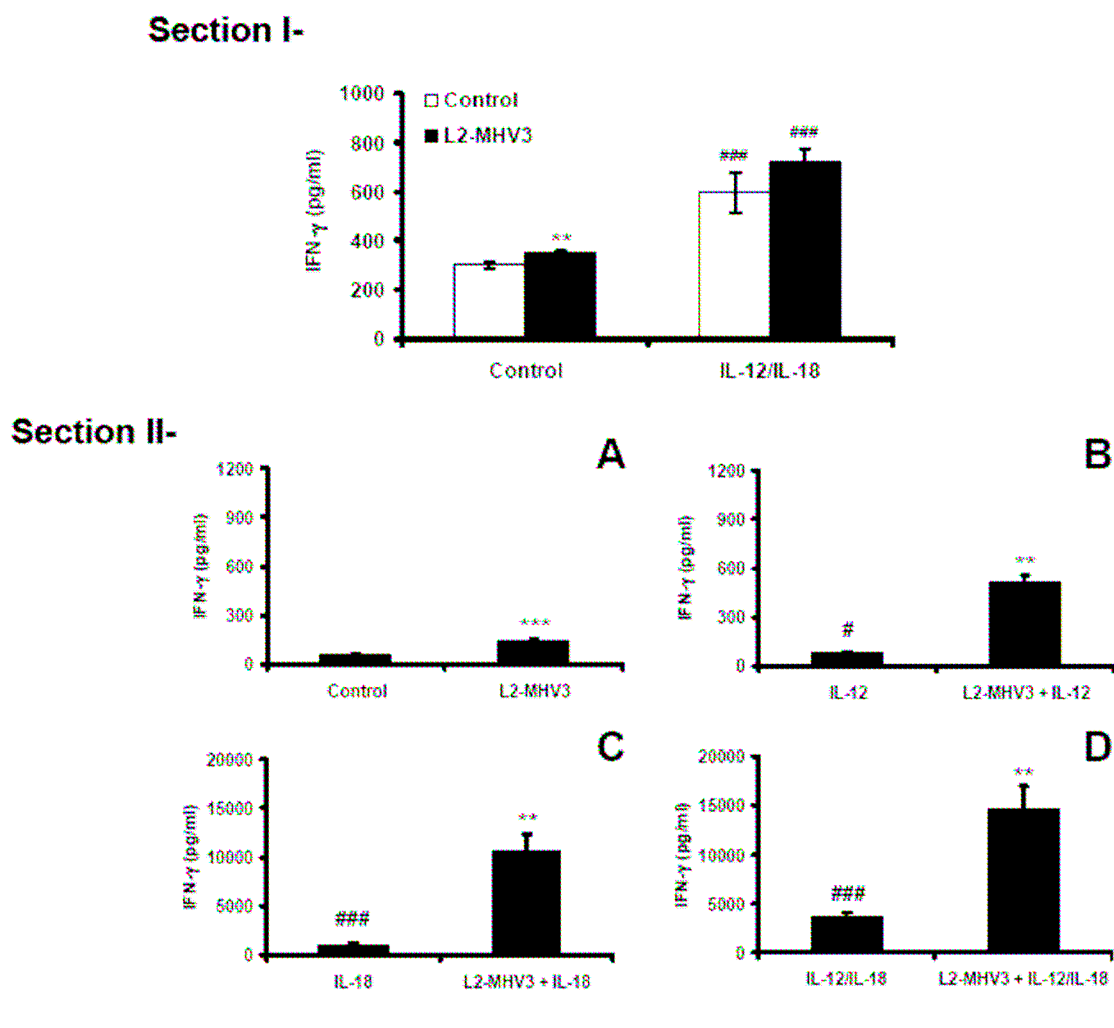 Section I-
IFN-γ (pg/ml)
1000
800
600
400
200
0
Control
L2-MHV3
**
###
###
Control
IL-12/IL-18
Section II-
A
IFN-γ (pg/ml)
1200
900
600
300
0
***
Control
L2-MHV3
B
IFN-γ (pg/ml)
1200
900
600
300
0
#
**
IL-12
L2-MHV3 + IL-12
C
IFN-γ (pg/ml)
20000
15000
10000
5000
0
###
**
IL-18
L2-MHV3 + IL-18
D
IFN-γ (pg/ml)
20000
15000
10000
5000
0
###
**
IL-12/IL-18
L2-MHV3 + IL-12/IL-18